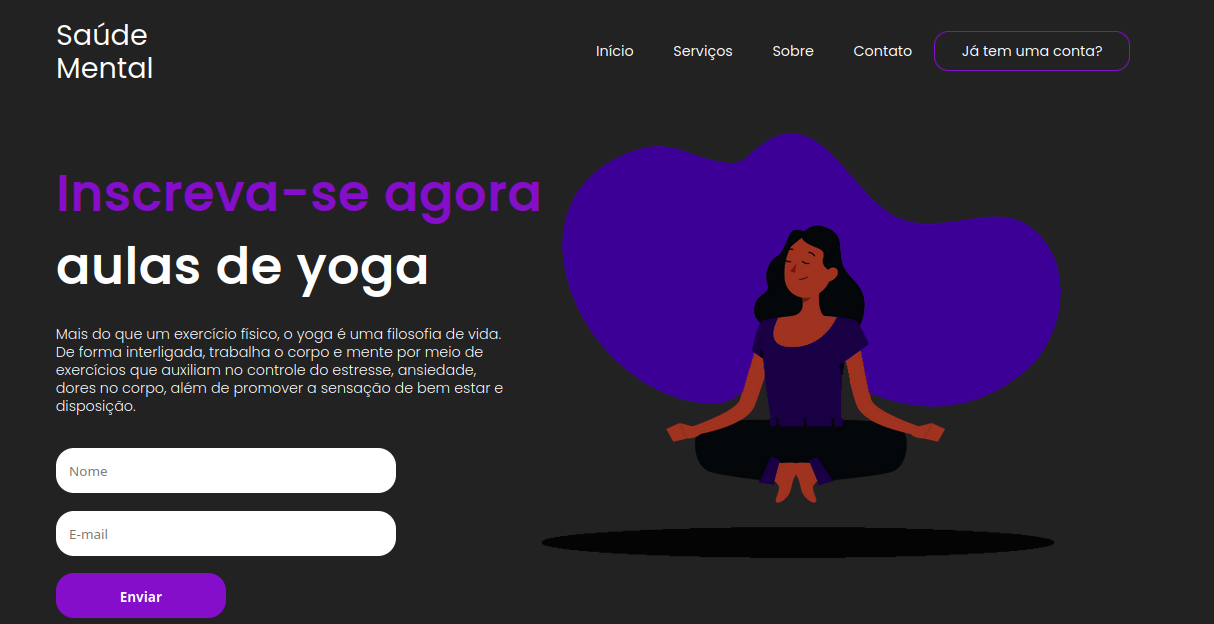 Saúde
Mental
Início
Serviços
Sobre
Contato
Já tem uma conta?
Inscreva-se agora
aulas de yoga
Mais do que um exercício físico, o yoga é uma filosofia de vida.
De forma interligada, trabalha o corpo e mente por meio de
exercícios que auxiliam no controle do estresse, ansiedade,
dores no corpo, além de promover a sensação de bem estar e
disposição.
Nome
E-mail
Enviar